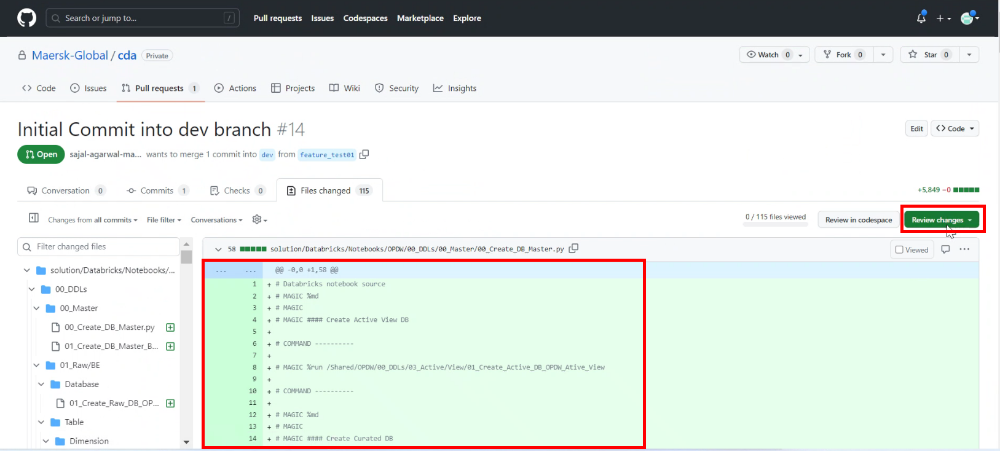 Search or jump to... / Pull requests Issues Codespaces Marketplace Explore
Maersk-Global / cda Private Watch 0 Fork 0 Star 0
Code Issues Pull requests 1 Actions Projects Wiki Security Insights
Initial Commit into dev branch #14 Edit <> Code
Open sajal-agarwal-ma... wants to merge 1 commit into dev from feature_test01
Conversation 0 Commits 1 Checks 0 Files changed 115 +5,849 −0
Changes from all commits File filter Conversations 0 / 115 files viewed Review in codespace Review changes
Filter changed files
58 solution/Databricks/Notebooks/OPDW/00_DDLs/00_Master/00_Create_DB_Master.py Viewed ...
solution/Databricks/Notebooks/...
00_DDLs
00_Master
00_Create_DB_Master.py
01_Create_DB_Master_B...
01_Raw/BE
Database
01_Create_Raw_DB_OP...
Table
Dimension
... ... @@ -0,0 +1,58 @@
1 + # Databricks notebook source
2 + # MAGIC %md
3 + # MAGIC
4 + # MAGIC #### Create Active View DB
5 +
6 + # COMMAND ----------
7 +
8 + # MAGIC %run /Shared/OPDW/00_DDLs/03_Active/View/01_Create_Active_DB_OPDW_Ative_View
9 +
10 + # COMMAND ----------
11 +
12 + # MAGIC %md
13 + # MAGIC
14 + # MAGIC #### Create Curated DB